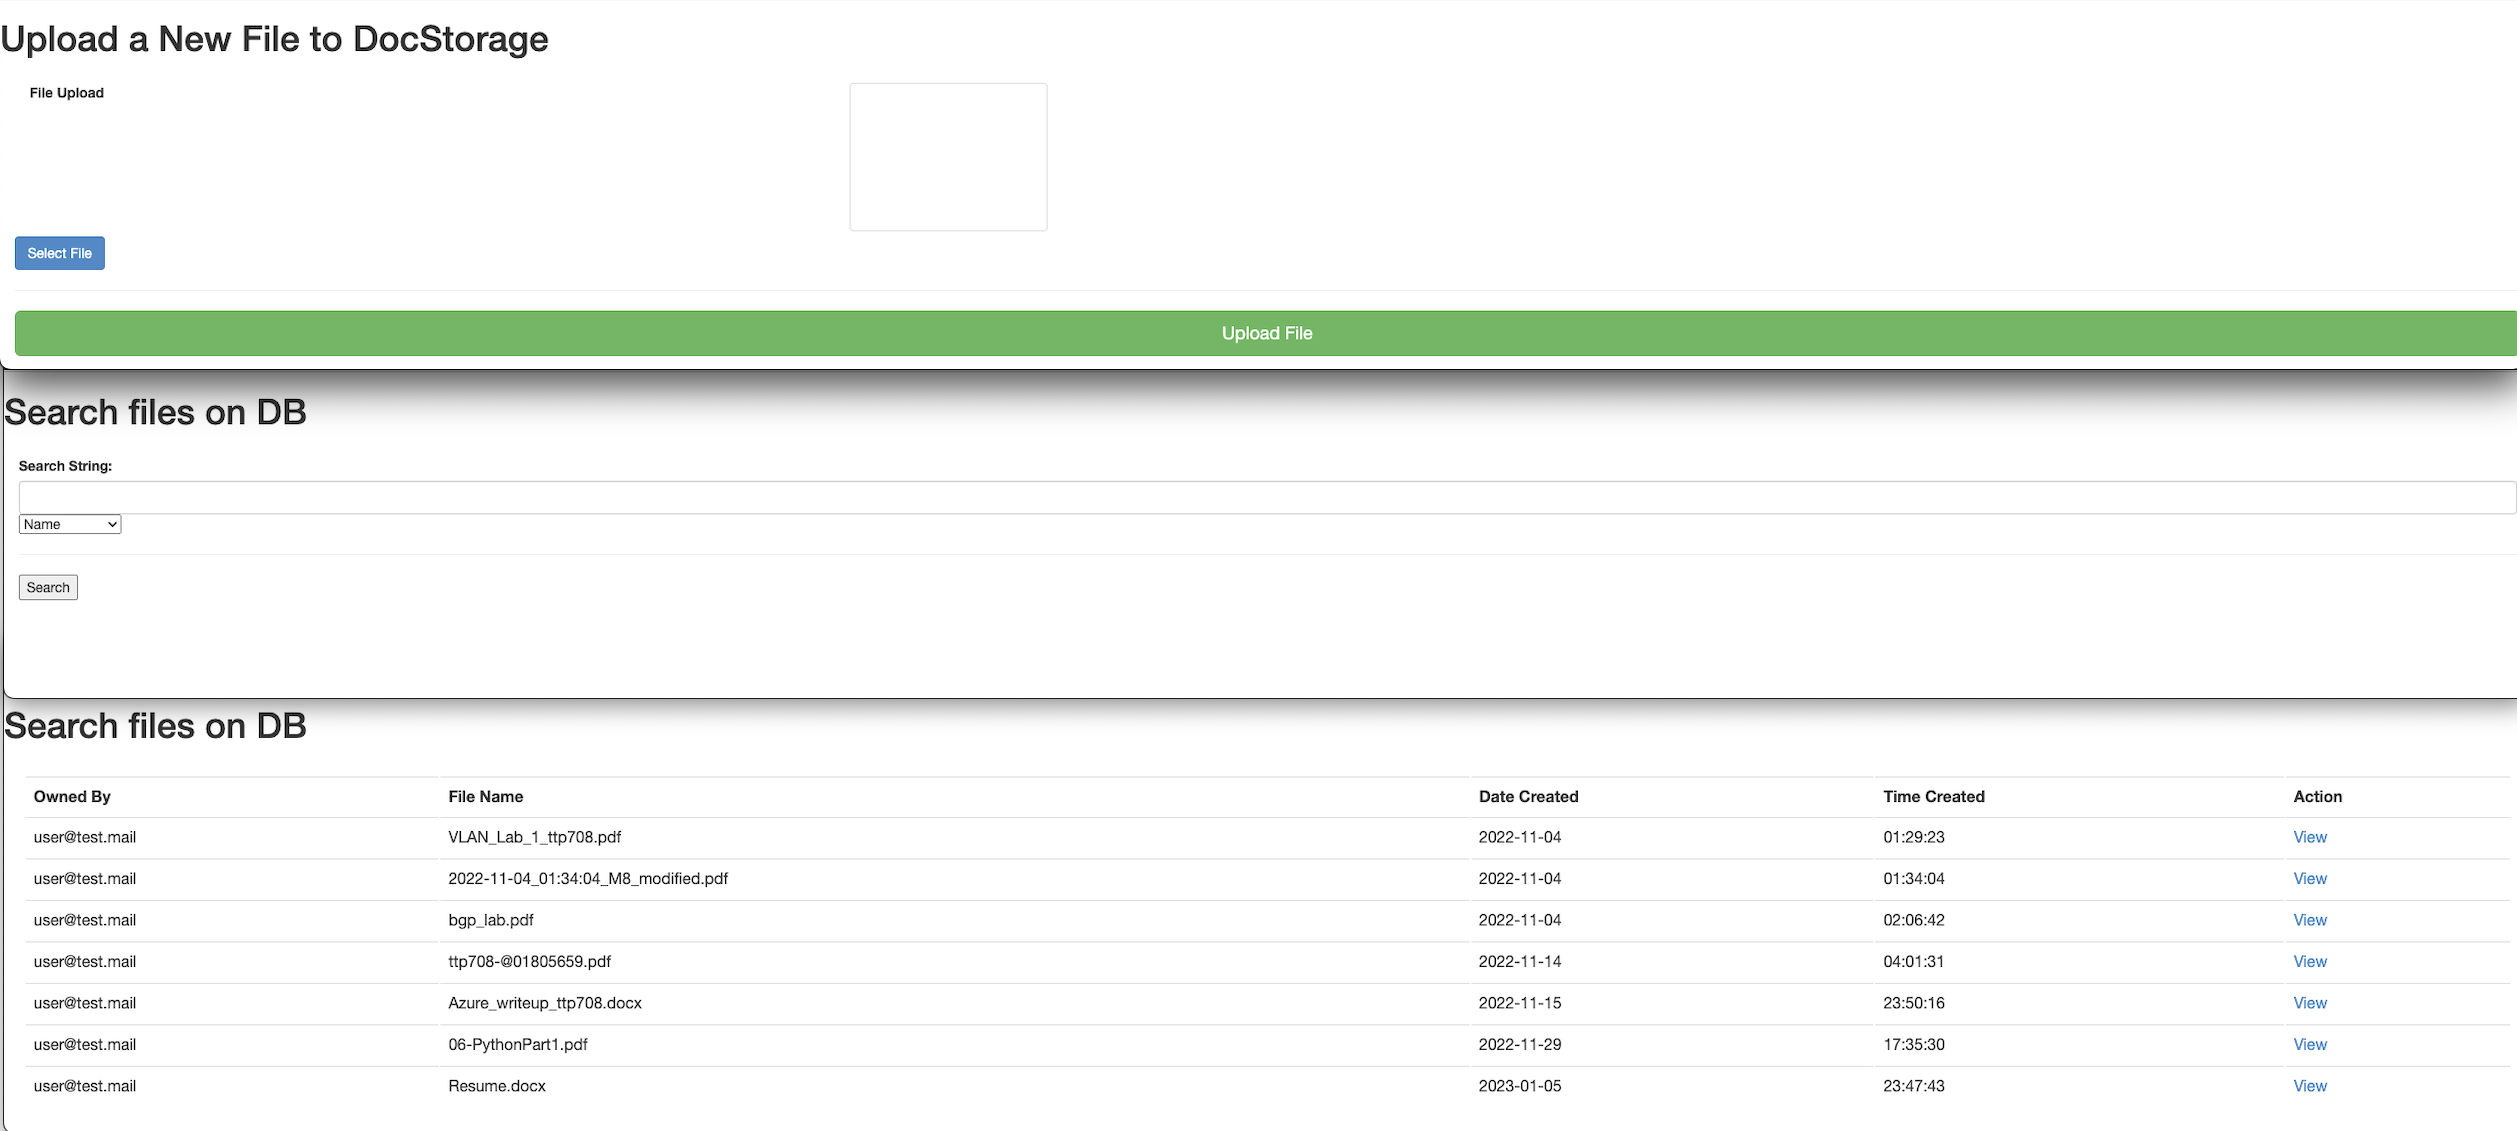 Upload a New File to DocStorage
File Upload
Select File
Upload File
Search files on DB
Search String:
Name
Search
Search files on DB
Owned By File Name Date Created Time Created Action
user@test.mail VLAN_Lab_1_ttp708.pdf 2022-11-04 01:29:23 View
user@test.mail 2022-11-04_01:34:04_M8_modified.pdf 2022-11-04 01:34:04 View
user@test.mail bgp_lab.pdf 2022-11-04 02:06:42 View
user@test.mail ttp708-@01805659.pdf 2022-11-14 04:01:31 View
user@test.mail Azure_writeup_ttp708.docx 2022-11-15 23:50:16 View
user@test.mail 06-PythonPart1.pdf 2022-11-29 17:35:30 View
user@test.mail Resume.docx 2023-01-05 23:47:43 View